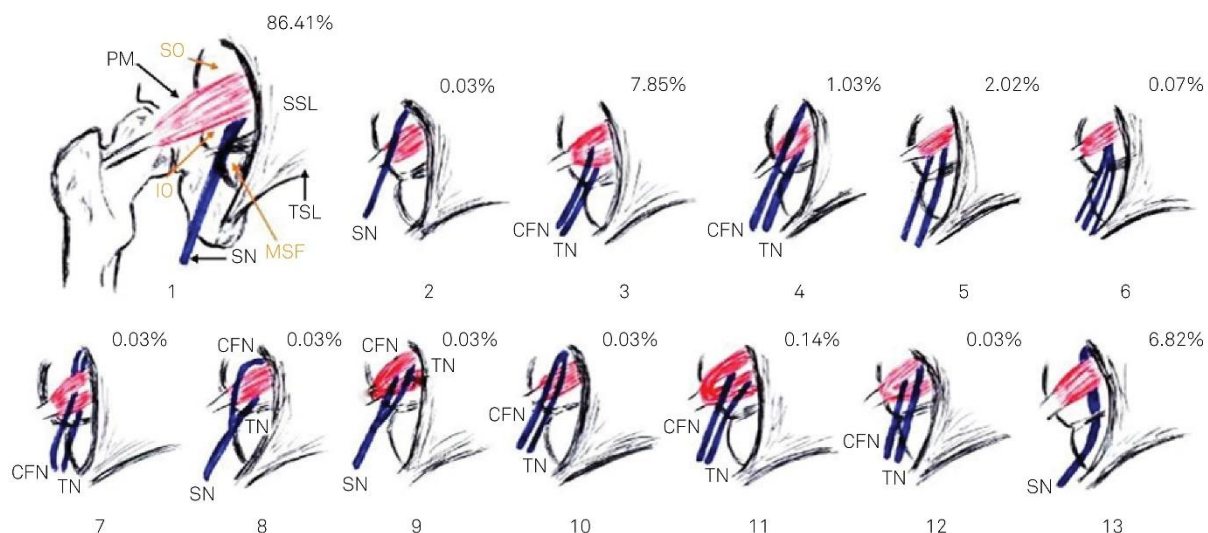 86.41%
SO
PM
SSL
IO
TSL
SN
MSF
1
0.03%
SN
2
7.85%
CFN
TN
3
1.03%
CFN
TN
4
2.02%
5
0.07%
6
0.03%
CFN
TN
7
0.03%
CFN
TN
SN
8
0.03%
CFN
TN
SN
9
0.03%
CFN
TN
10
0.14%
CFN
TN
11
0.03%
CFN
TN
12
6.82%
SN
13